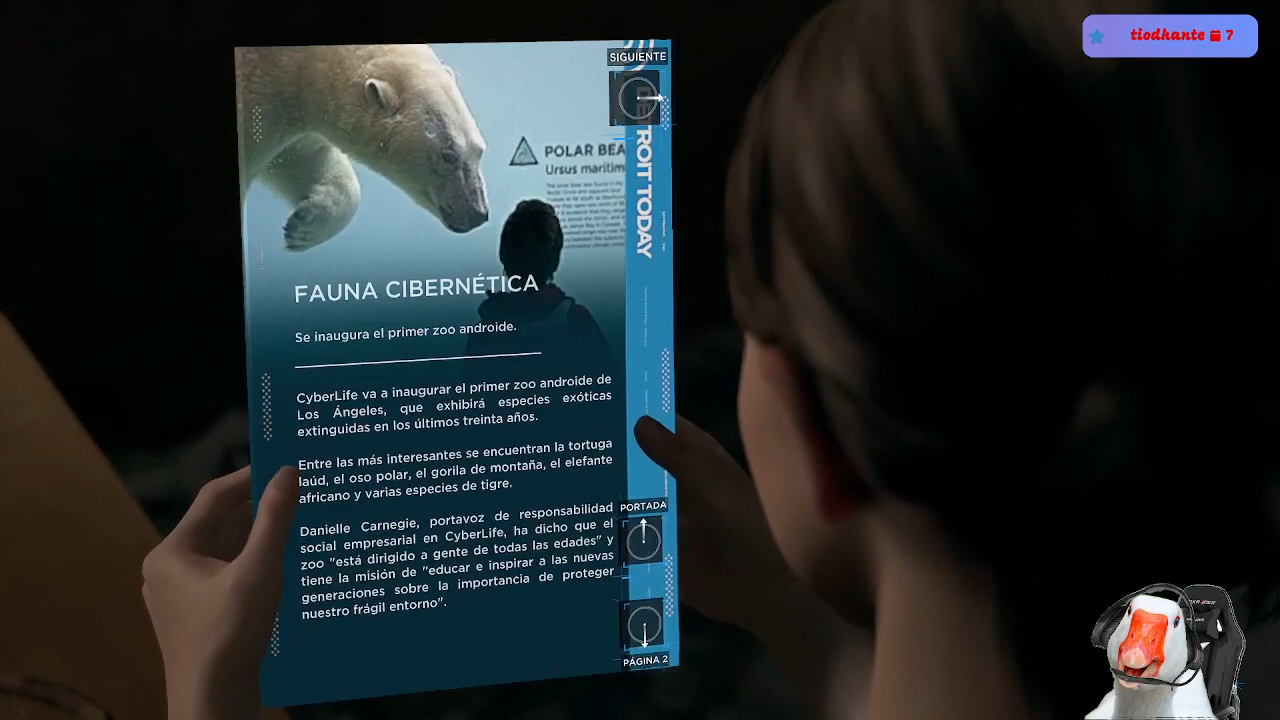 tiodhante 7
SIGUIENTE
DETROIT TODAY
POLAR BEA
Ursus maritim
FAUNA CIBERNÉTICA
Se inaugura el primer zoo androide.
CyberLife va a inaugurar el primer zoo androide de
Los Ángeles, que exhibirá especies exóticas
extinguidas en los últimos treinta años.
Entre las más interesantes se encuentran la tortuga
laúd, el oso polar, el gorila de montaña, el elefante
africano y varias especies de tigre.
Danielle Carnegie, portavoz de responsabilidad
social empresarial en CyberLife, ha dicho que el
zoo "está dirigido a gente de todas las edades" y
tiene la misión de "educar e inspirar a las nuevas
generaciones sobre la importancia de proteger
nuestro frágil entorno".
PORTADA
PÁGINA 2